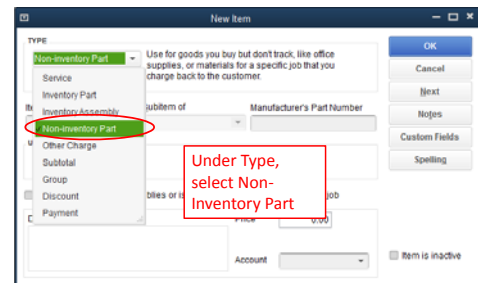 New Item
TYPE
Non-inventory Part
Use for goods you buy but don't track, like office
supplies, or materials for a specific job that you
charge back to the customer.
Service
Inventory Part
Inventory Assembly
Non-inventory Part
Other Charge
Subtotal
Group
Discount
Payment
subitem of
Manufacturer's Part Number
Under Type,
select Non-
Inventory Part
Price
0.00
Account
OK
Cancel
Next
Notes
Custom Fields
Spelling
Item is inactive